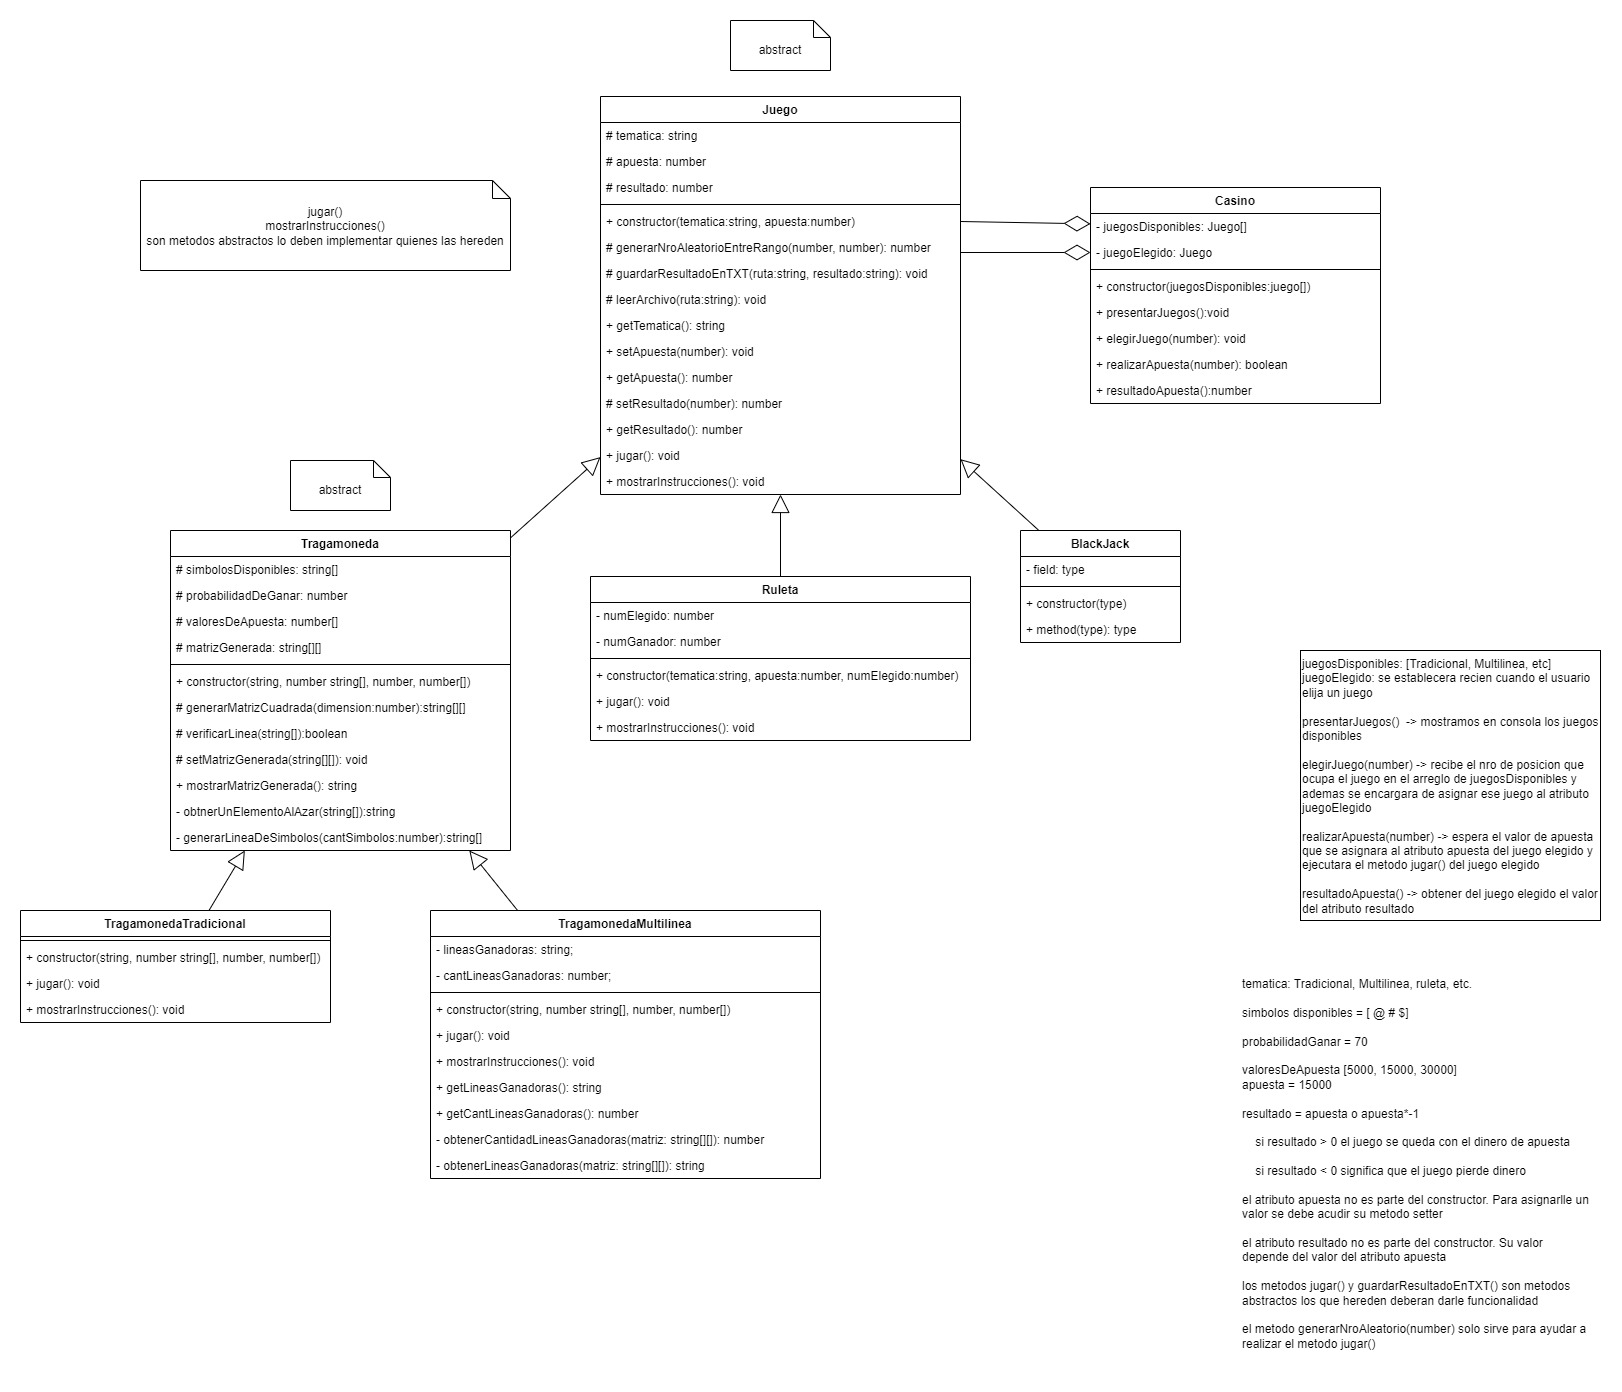 abstract
Juego
# tematica: string
# apuesta: number
# resultado: number
+ constructor(tematica:string, apuesta:number)
# generarNroAleatorioEntreRango(number, number): number
# guardarResultadoEnTXT(ruta:string, resultado:string): void
# leerArchivo(ruta:string): void
+ getTematica(): string
+ setApuesta(number): void
+ getApuesta(): number
# setResultado(number): number
+ getResultado(): number
+ jugar(): void
+ mostrarInstrucciones(): void
jugar()
mostrarInstrucciones()
son metodos abstractos lo deben implementar quienes las hereden
Casino
- juegosDisponibles: Juego[]
- juegoElegido: Juego
+ constructor(juegosDisponibles:juego[])
+ presentarJuegos():void
+ elegirJuego(number): void
+ realizarApuesta(number): boolean
+ resultadoApuesta():number
abstract
Tragamoneda
# simbolosDisponibles: string[]
# probabilidadDeGanar: number
# valoresDeApuesta: number[]
# matrizGenerada: string[][]
+ constructor(string, number string[], number, number[])
# generarMatrizCuadrada(dimension:number):string[][]
# verificarLinea(string[]):boolean
# setMatrizGenerada(string[][]): void
+ mostrarMatrizGenerada(): string
- obtnerUnElementoAlAzar(string[]):string
- generarLineaDeSimbolos(cantSimbolos:number):string[]
Ruleta
- numElegido: number
- numGanador: number
+ constructor(tematica:string, apuesta:number, numElegido:number)
+ jugar(): void
+ mostrarInstrucciones(): void
BlackJack
- field: type
+ constructor(type)
+ method(type): type
TragamonedaTradicional
+ constructor(string, number string[], number, number[])
+ jugar(): void
+ mostrarInstrucciones(): void
TragamonedaMultilinea
- lineasGanadoras: string;
- cantLineasGanadoras: number;
+ constructor(string, number string[], number, number[])
+ jugar(): void
+ mostrarInstrucciones(): void
+ getLineasGanadoras(): string
+ getCantLineasGanadoras(): number
- obtenerCantidadLineasGanadoras(matriz: string[][]): number
- obtenerLineasGanadoras(matriz: string[][]): string
juegosDisponibles: [Tradicional, Multilinea, etc]
juegoElegido: se establecera recien cuando el usuario
elija un juego
presentarJuegos() -> mostramos en consola los juegos
disponibles
elegirJuego(number) -> recibe el nro de posicion que
ocupa el juego en el arreglo de juegosDisponibles y
ademas se encargara de asignar ese juego al atributo
juegoElegido
realizarApuesta(number) -> espera el valor de apuesta
que se asignara al atributo apuesta del juego elegido y
ejecutara el metodo jugar() del juego elegido
resultadoApuesta() -> obtener del juego elegido el valor
del atributo resultado
tematica: Tradicional, Multilinea, ruleta, etc.
simbolos disponibles = [ @ # $]
probabilidadGanar = 70
valoresDeApuesta [5000, 15000, 30000]
apuesta = 15000
resultado = apuesta o apuesta*-1
si resultado > 0 el juego se queda con el dinero de apuesta
si resultado < 0 significa que el juego pierde dinero
el atributo apuesta no es parte del constructor. Para asignarlle un
valor se debe acudir su metodo setter
el atributo resultado no es parte del constructor. Su valor
depende del valor del atributo apuesta
los metodos jugar() y guardarResultadoEnTXT() son metodos
abstractos los que hereden deberan darle funcionalidad
el metodo generarNroAleatorio(number) solo sirve para ayudar a
realizar el metodo jugar()